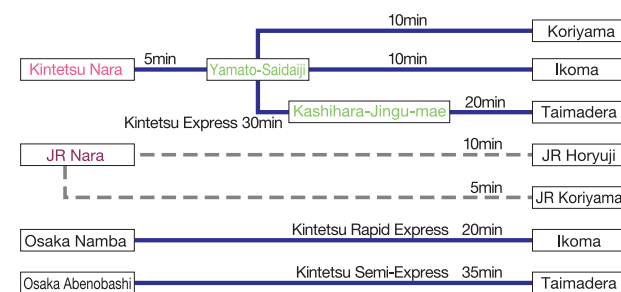 10min
Koriyama
Kintetsu Nara
5min
Yamato-Saidaiji
10min
Ikoma
Kashihara-Jingu-mae
20min
Taimadera
Kintetsu Express 30min
JR Nara
10min
JR Horyuji
5min
JR Koriyama
Osaka Namba
Kintetsu Rapid Express 20min
Ikoma
Osaka Abenobashi
Kintetsu Semi-Express 35min
Taimadera